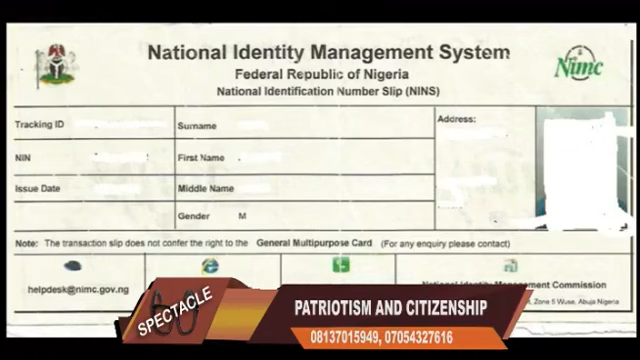 National Identity Management System
Federal Republic of Nigeria
National Identification Number Slip (NINS)
Nimc
Tracking ID
Surname
Address:
NIN
First Name
Issue Date
Middle Name
Gender M
Note: The transaction slip does not confer the right to the General Multipurpose Card (For any enquiry please contact)
helpdesk@nimc.gov.ng
National Identity Management Commission
Zone 5 Wuse, Abuja Nigeria
SPECTACLE
PATRIOTISM AND CITIZENSHIP
08137015949, 07054327616